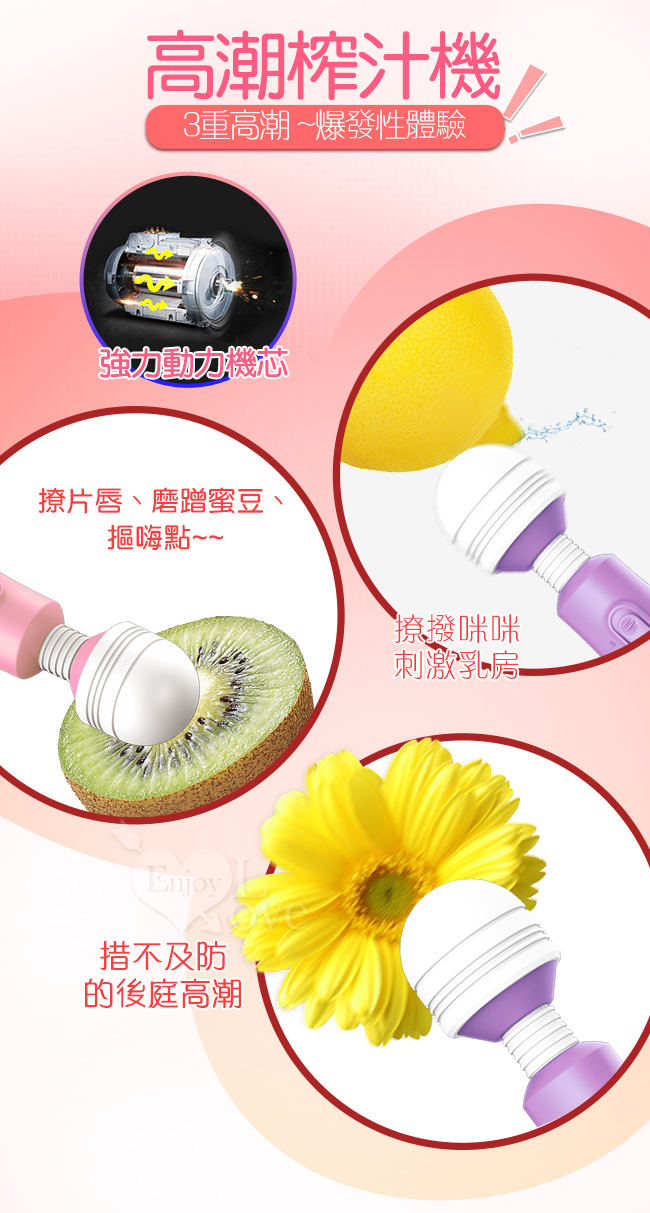 高潮榨汁機
3重高潮 ~爆發性體驗
強力動力機芯
撩片唇、磨蹭蜜豆、
摳嗨點~~
撩撥咪咪
刺激乳房
Enjoy Love
措不及防
的後庭高潮